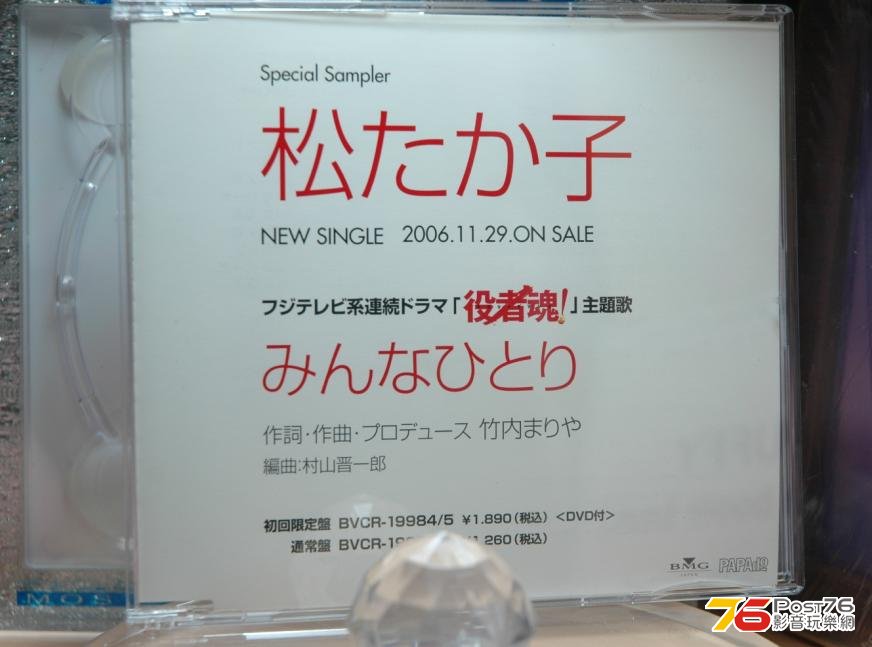 Special Sampler
松たか子
NEW SINGLE 2006.11.29.ON SALE
フジテレビ系連続ドラマ「役者魂!」主題歌
みんなひとり
作詞・作曲・プロデュース 竹内まりや
編曲:村山晋一郎
初回限定盤 BVCR-19984/5 ¥1.890(税込) <DVD付>
通常盤 1.260(税込)
BMG
JAPAN
PAPAdo
MOS
76 Post76
影音玩樂網